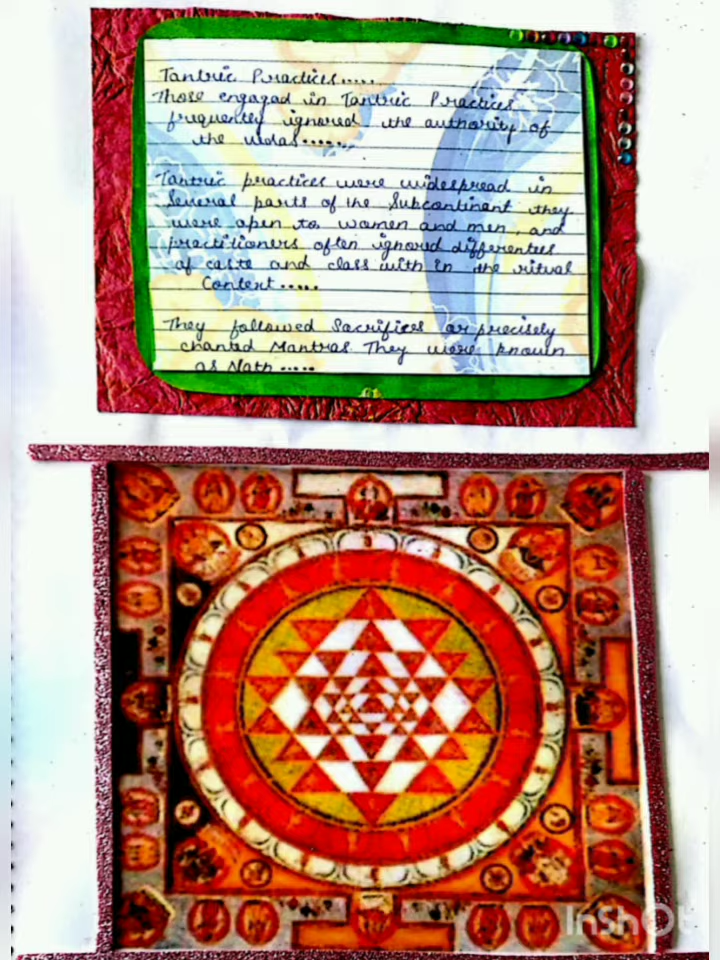 Tantric Practices.....
Those engagad in Tantric Practices
frequently ignored the authority of
the vedas......
Tantric practices were widespread in
several parts of the Subcontinent they
were open to women and men, and
practitioners often ignored differentes
of caste and class with in the ritual
Context.....
They followed Sacrifices or precisely
chanted Mantras. They were known
as Nath.....
InShOt